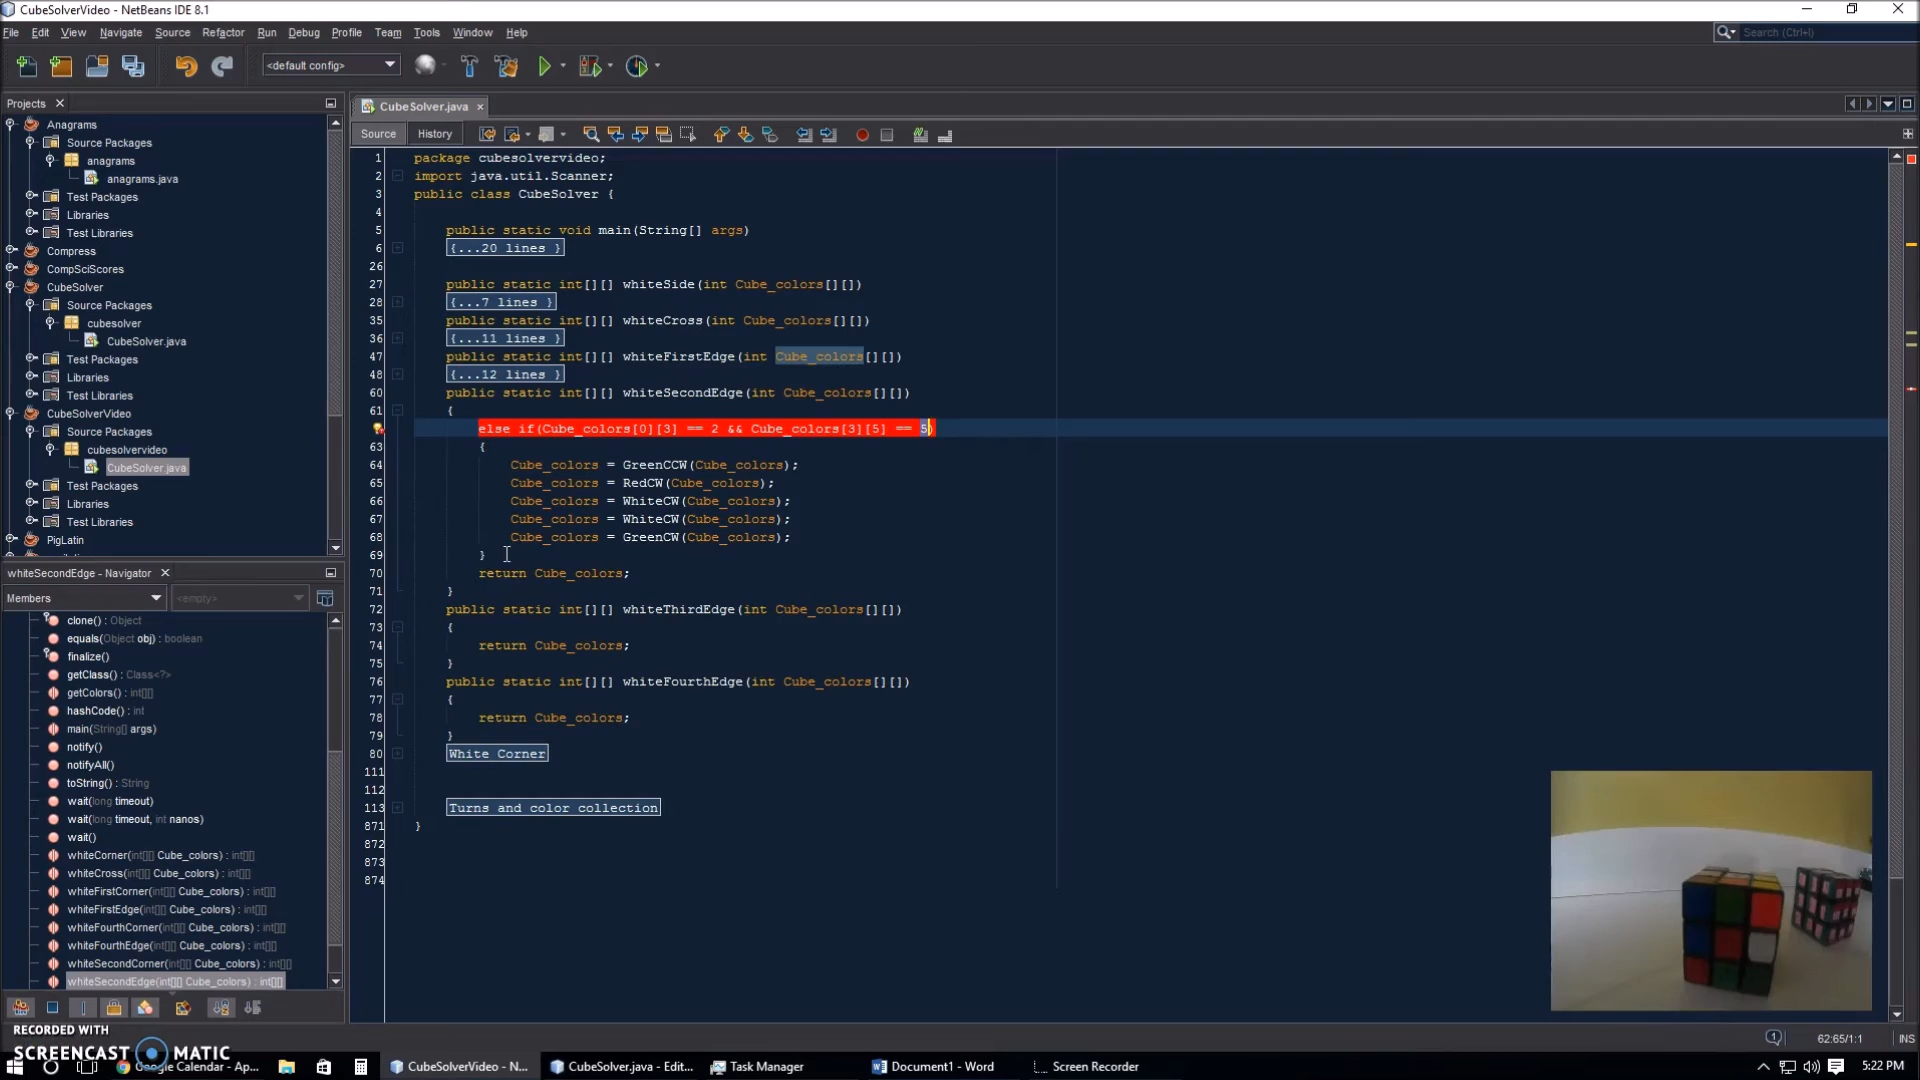 CubeSolverVideo - NetBeans IDE 8.1
File Edit View Navigate Source Refactor Run Debug Profile Team Tools Window Help
Search (Ctrl+I)
<default config>
Projects
CubeSolver.java
Source History
Anagrams
Source Packages
anagrams
anagrams.java
Test Packages
Libraries
Test Libraries
Compress
CompSciScores
CubeSolver
Source Packages
cubesolver
CubeSolver.java
Test Packages
Libraries
Test Libraries
CubeSolverVideo
Source Packages
cubesolvervideo
CubeSolver.java
Test Packages
Libraries
Test Libraries
PigLatin
whiteSecondEdge - Navigator
Members
<empty>
clone() : Object
equals(Object obj) : boolean
finalize()
getClass() : Class<?>
getColors() : int[][]
hashCode() : int
main(String[] args)
notify()
notifyAll()
toString() : String
wait(long timeout)
wait(long timeout, int nanos)
wait()
whiteCorner(int[][] Cube_colors) : int[][]
whiteCross(int[][] Cube_colors) : int[][]
whiteFirstCorner(int[][] Cube_colors) : int[][]
whiteFirstEdge(int[][] Cube_colors) : int[][]
whiteFourthCorner(int[][] Cube_colors) : int[][]
whiteFourthEdge(int[][] Cube_colors) : int[][]
whiteSecondCorner(int[][] Cube_colors) : int[][]
whiteSecondEdge(int[][] Cube_colors) : int[][]
1 package cubesolvervideo;
2 import java.util.Scanner;
3 public class CubeSolver {
4
5 public static void main(String[] args)
6 {...20 lines }
26
27 public static int[][] whiteSide(int Cube_colors[][])
28 {...7 lines }
35 public static int[][] whiteCross(int Cube_colors[][])
36 {...11 lines }
47 public static int[][] whiteFirstEdge(int Cube_colors[][])
48 {...12 lines }
60 public static int[][] whiteSecondEdge(int Cube_colors[][])
61 {
else if(Cube_colors[0][3] == 2 && Cube_colors[3][5] == 5)
63 {
64 Cube_colors = GreenCCW(Cube_colors);
65 Cube_colors = RedCW(Cube_colors);
66 Cube_colors = WhiteCW(Cube_colors);
67 Cube_colors = WhiteCW(Cube_colors);
68 Cube_colors = GreenCW(Cube_colors);
69 }
70 return Cube_colors;
71 }
72 public static int[][] whiteThirdEdge(int Cube_colors[][])
73 {
74 return Cube_colors;
75 }
76 public static int[][] whiteFourthEdge(int Cube_colors[][])
77 {
78 return Cube_colors;
79 }
80 White Corner
111
112
113 Turns and color collection
871 }
872
873
874
1 62:65/1:1 INS
RECORDED WITH
SCREENCAST MATIC
Google Calendar - Ap... CubeSolverVideo - N... CubeSolver.java - Edit... Task Manager Document1 - Word Screen Recorder 5:22 PM